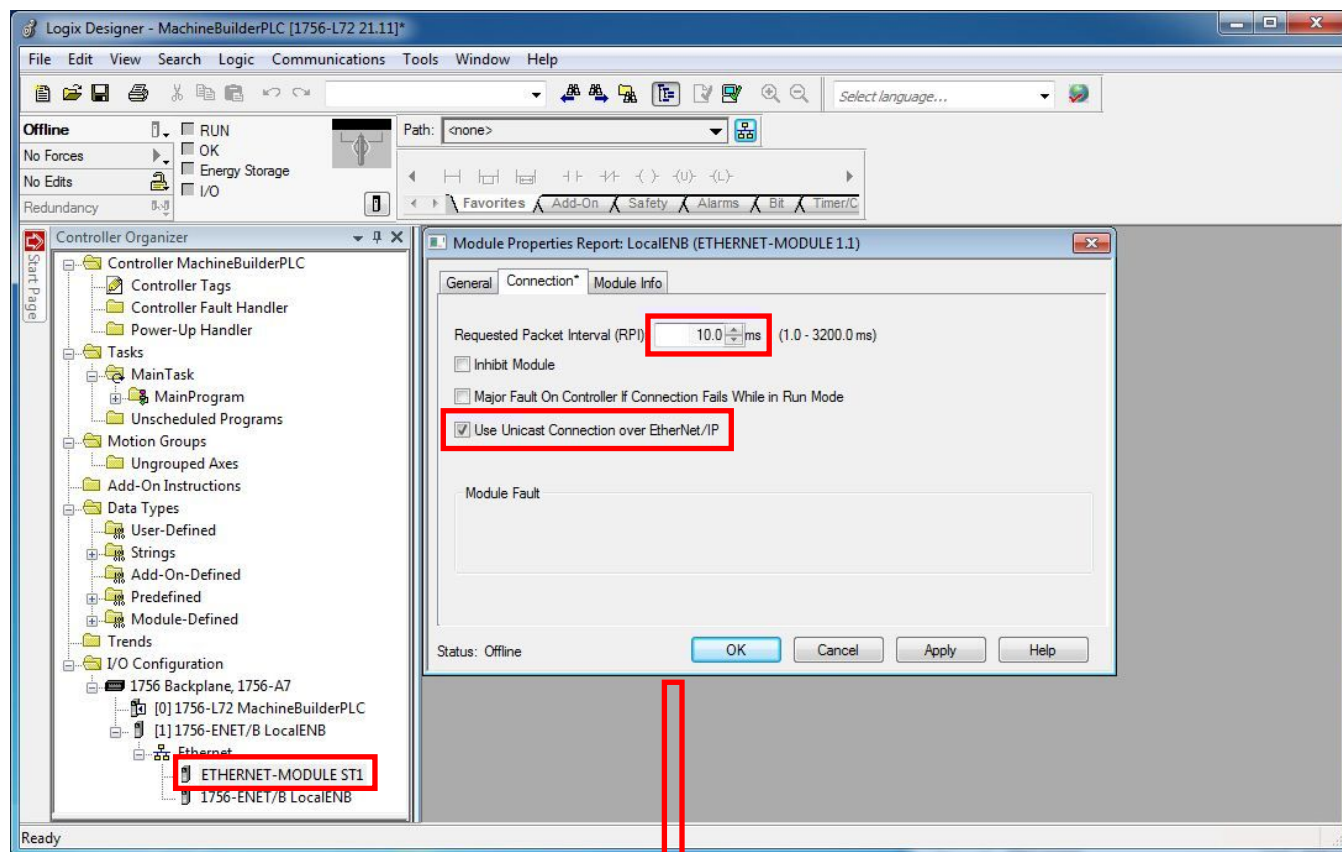 Logix Designer - MachineBuilderPLC [1756-L72 21.11]*
File Edit View Search Logic Communications Tools Window Help
Select language...
Offline
RUN
Path: <none>
No Forces
OK
No Edits
Energy Storage
I/O
Redundancy
Favorites Add-On Safety Alarms Bit Timer/C
Start Page
Controller Organizer
Controller MachineBuilderPLC
Controller Tags
Controller Fault Handler
Power-Up Handler
Tasks
MainTask
MainProgram
Unscheduled Programs
Motion Groups
Ungrouped Axes
Add-On Instructions
Data Types
User-Defined
Strings
Add-On-Defined
Predefined
Module-Defined
Trends
I/O Configuration
1756 Backplane, 1756-A7
[0] 1756-L72 MachineBuilderPLC
[1] 1756-ENET/B LocalENB
Ethernet
ETHERNET-MODULE ST1
1756-ENET/B LocalENB
Module Properties Report: LocalENB (ETHERNET-MODULE 1.1)
General Connection* Module Info
Requested Packet Interval (RPI) 10.0 ms (1.0 - 3200.0 ms)
Inhibit Module
Major Fault On Controller If Connection Fails While in Run Mode
Use Unicast Connection over EtherNet/IP
Module Fault
Status: Offline OK Cancel Apply Help
Ready